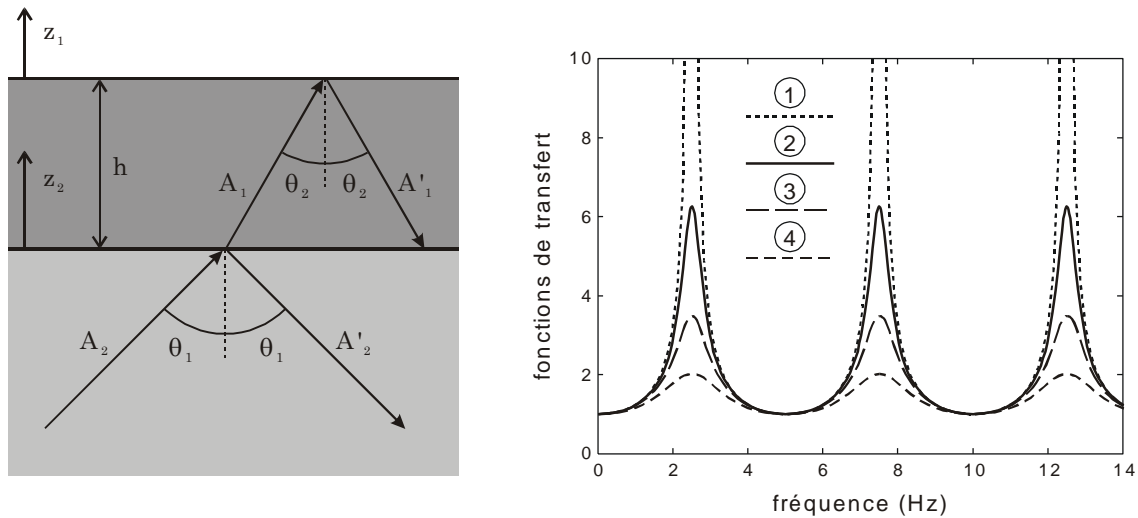 z₁
z₂
h
A₁
θ₂
θ₂
A'₁
A₂
θ₁
θ₁
A'₂
fonctions de transfert
10
8
6
4
2
0
1
2
3
4
0 2 4 6 8 10 12 14
fréquence (Hz)